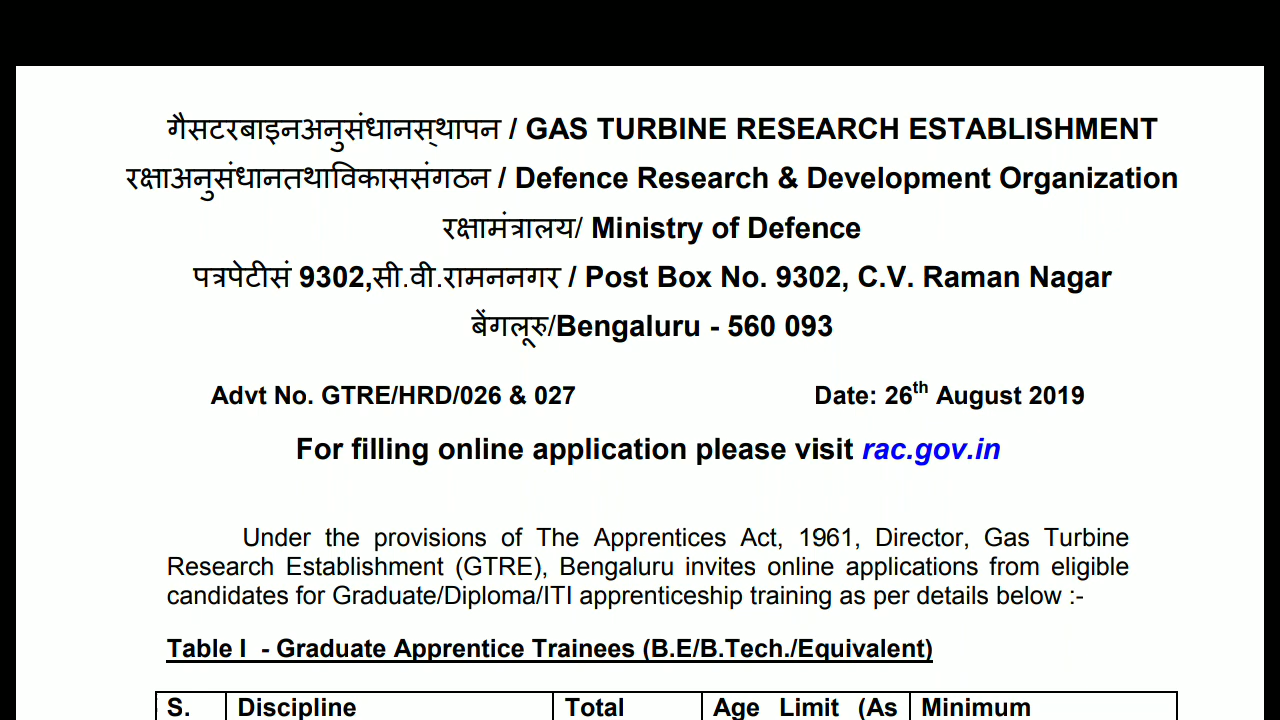 गैसटरबाइनअनुसंधानस्थापन / GAS TURBINE RESEARCH ESTABLISHMENT
रक्षाअनुसंधानतथाविकाससंगठन / Defence Research & Development Organization
रक्षामंत्रालय/ Ministry of Defence
पत्रपेटीसं 9302,सी.वी.रामननगर / Post Box No. 9302, C.V. Raman Nagar
बेंगलूरु/Bengaluru - 560 093
Advt No. GTRE/HRD/026 & 027 Date: 26th August 2019
For filling online application please visit rac.gov.in
Under the provisions of The Apprentices Act, 1961, Director, Gas Turbine
Research Establishment (GTRE), Bengaluru invites online applications from eligible
candidates for Graduate/Diploma/ITI apprenticeship training as per details below :-
Table I - Graduate Apprentice Trainees (B.E/B.Tech./Equivalent)
S. Discipline Total Age Limit (As Minimum